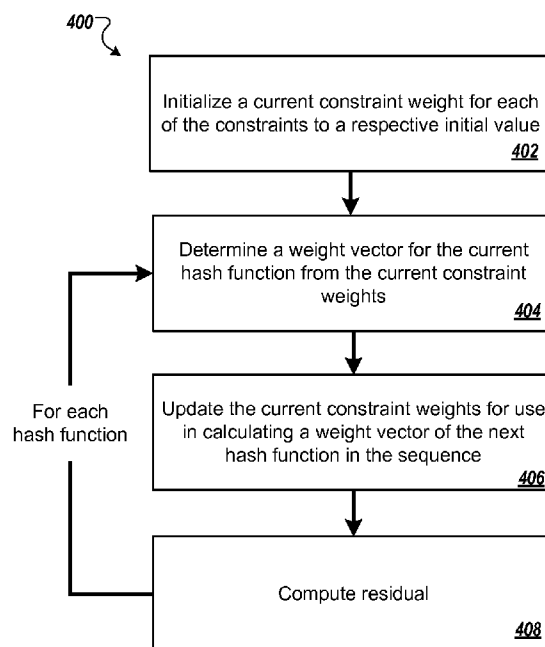 400
Initialize a current constraint weight for each
of the constraints to a respective initial value
402
Determine a weight vector for the current
hash function from the current constraint
weights
404
For each
hash function
Update the current constraint weights for use
in calculating a weight vector of the next
hash function in the sequence
406
Compute residual
408